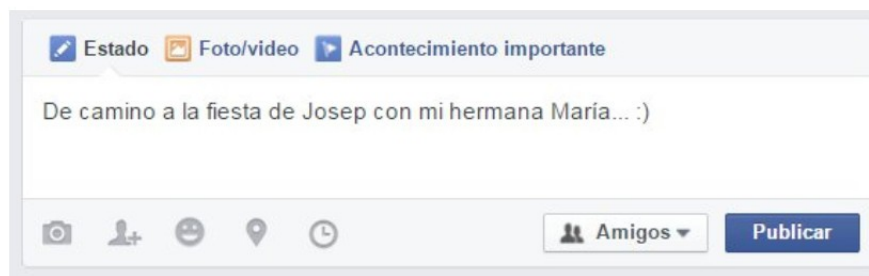 Estado Foto/video Acontecimiento importante
De camino a la fiesta de Josep con mi hermana María... :)
Amigos Publicar